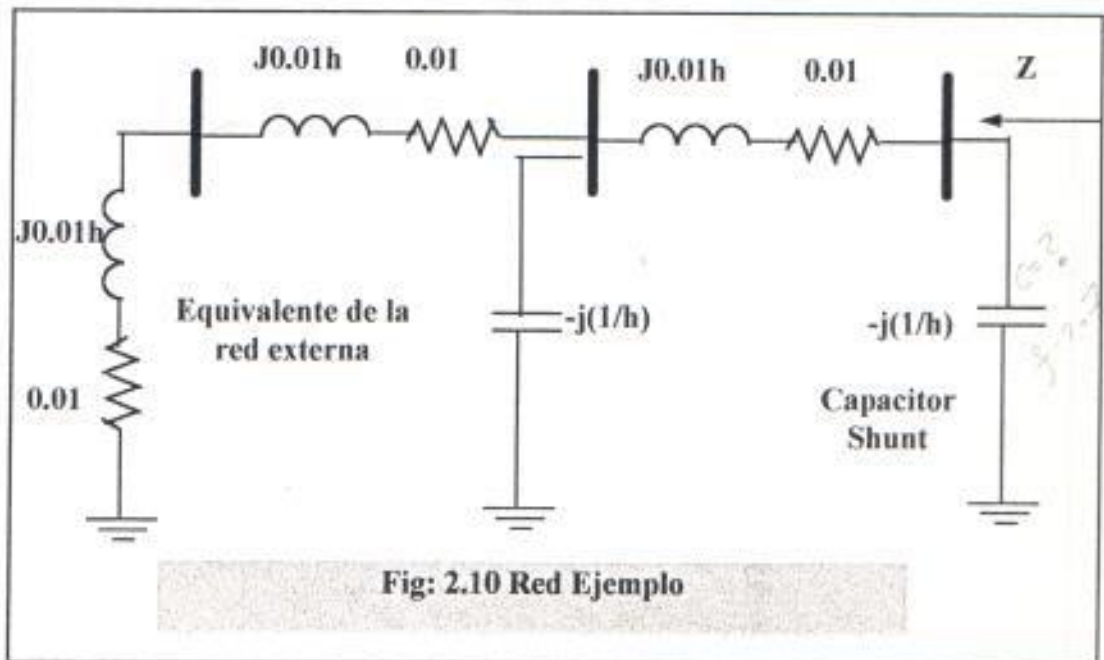 J0.01h 0.01 J0.01h 0.01 Z
J0.01h
Equivalente de la
red externa
-j(1/h)
-j(1/h)
0.01
Capacitor
Shunt
Fig: 2.10 Red Ejemplo